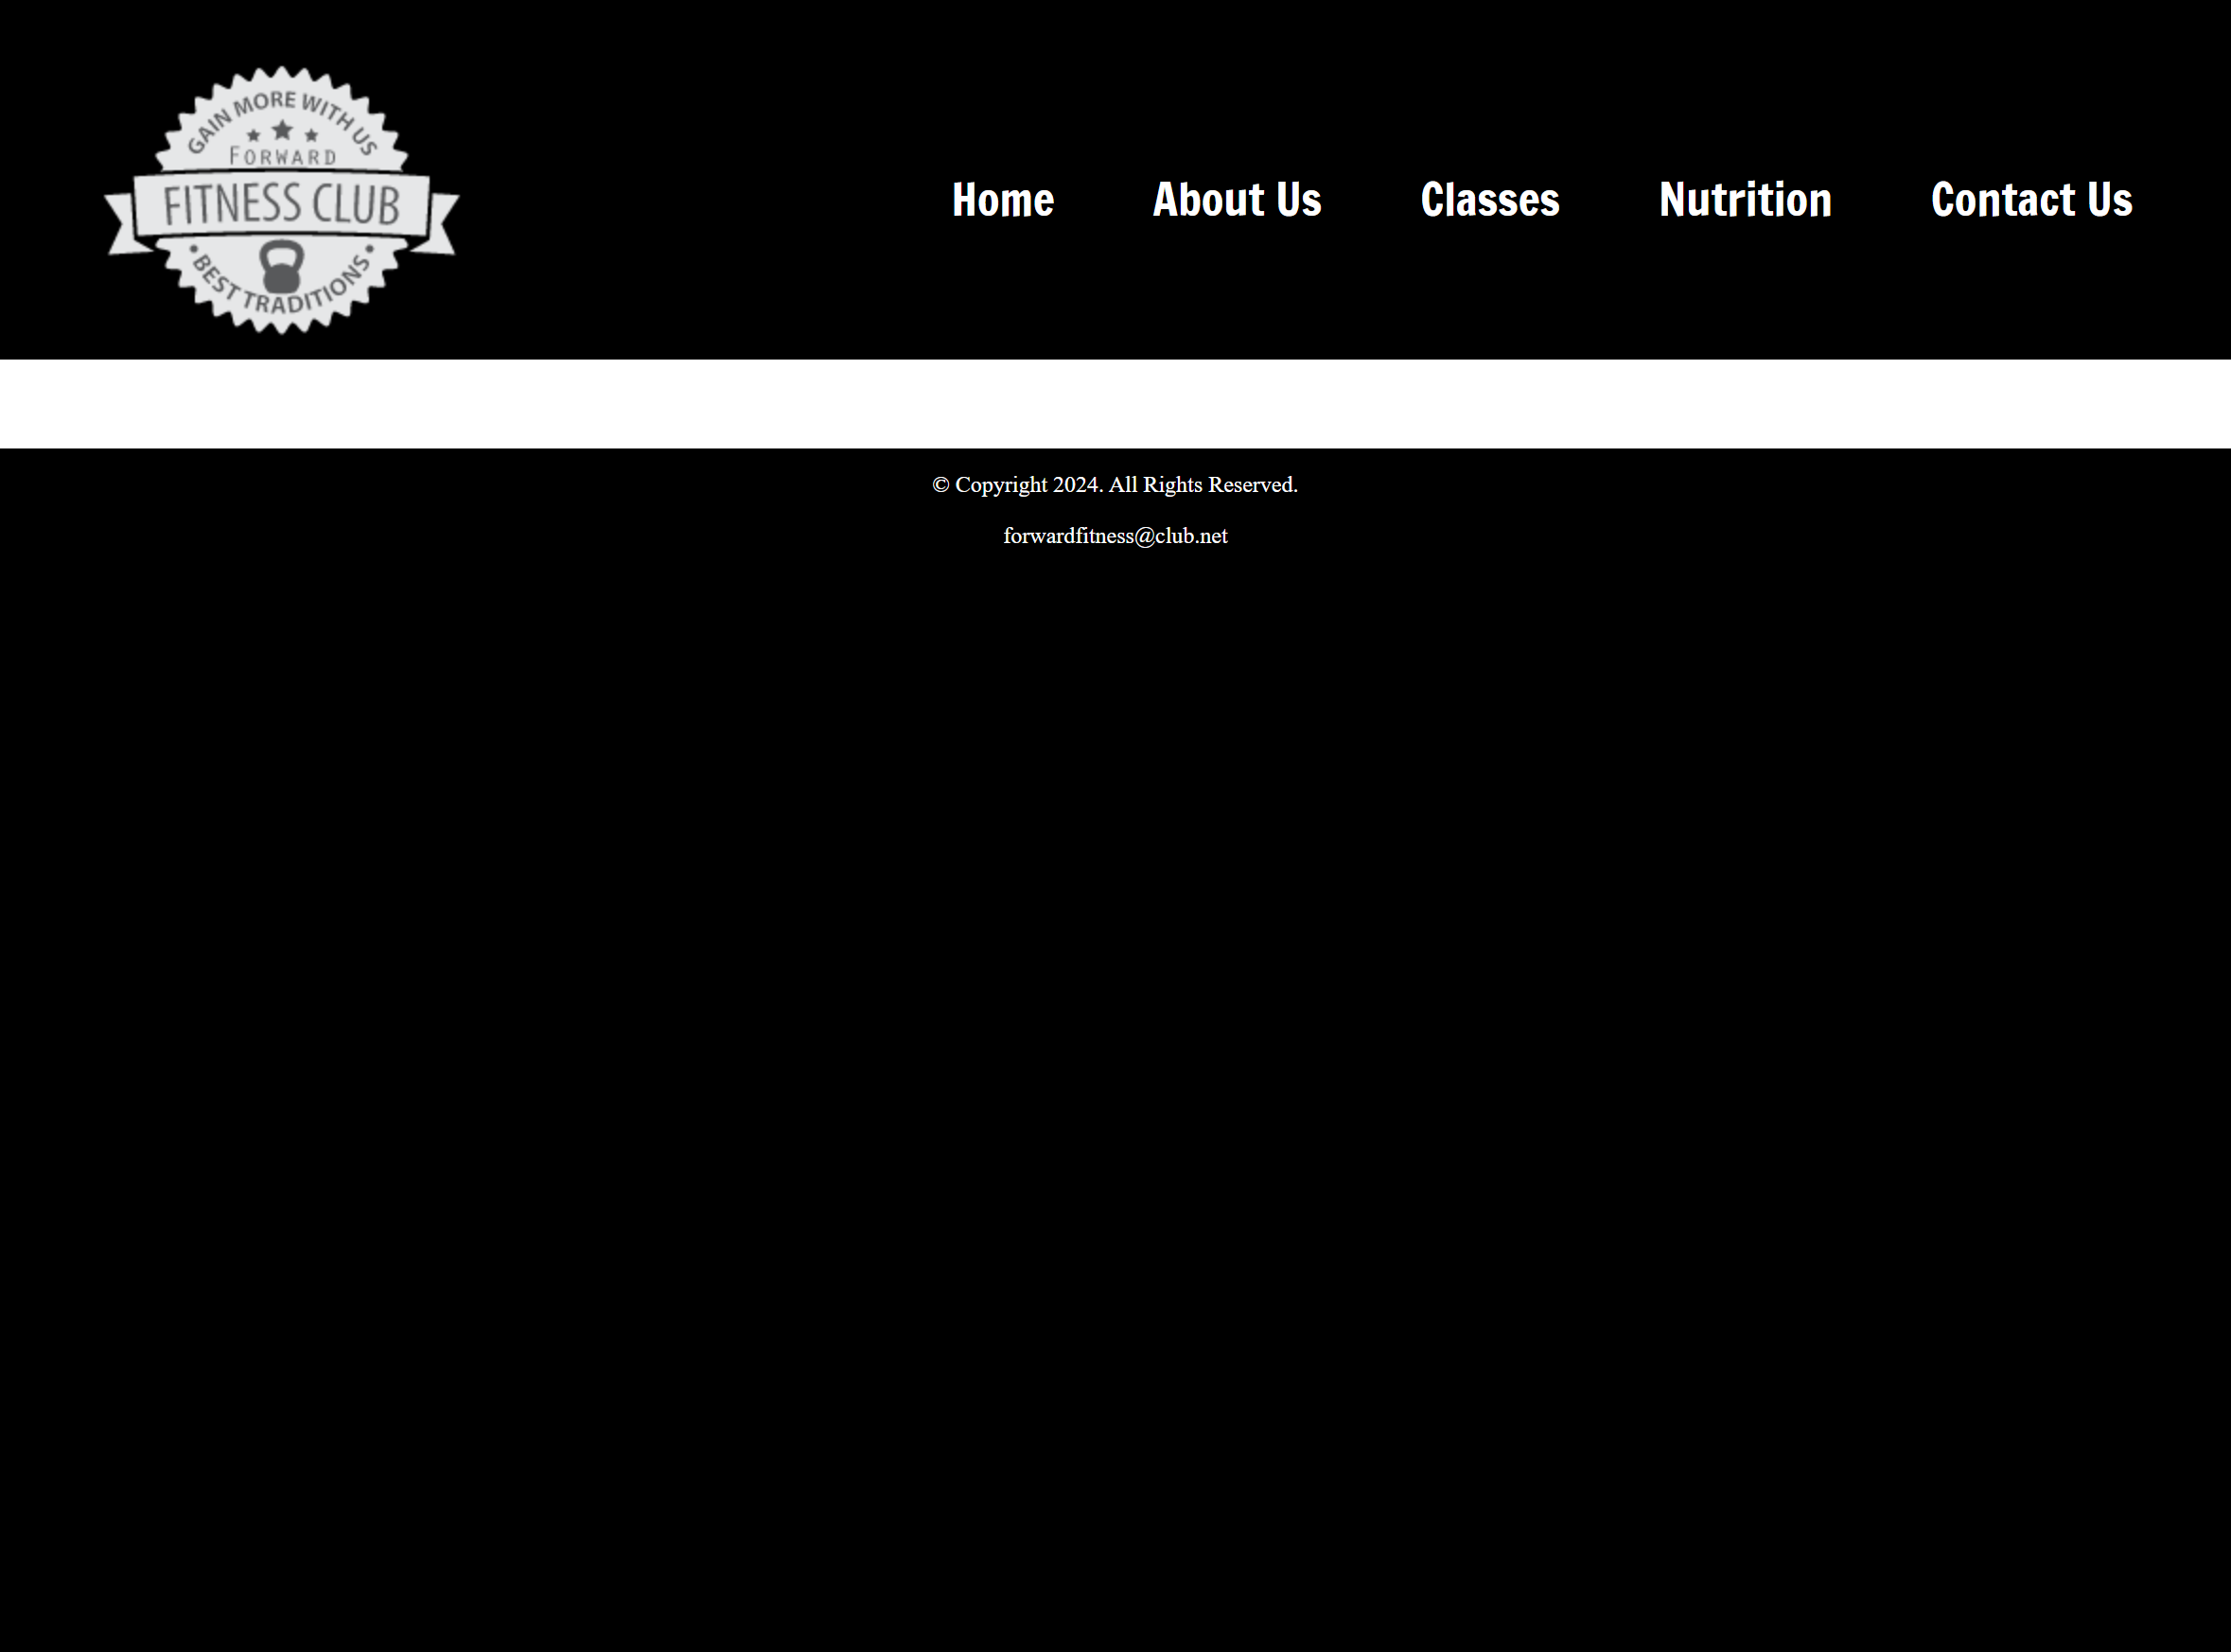 GAIN MORE WITH US
FORWARD
FITNESS CLUB
BEST TRADITIONS
Home About Us Classes Nutrition Contact Us
© Copyright 2024. All Rights Reserved.
forwardfitness@club.net